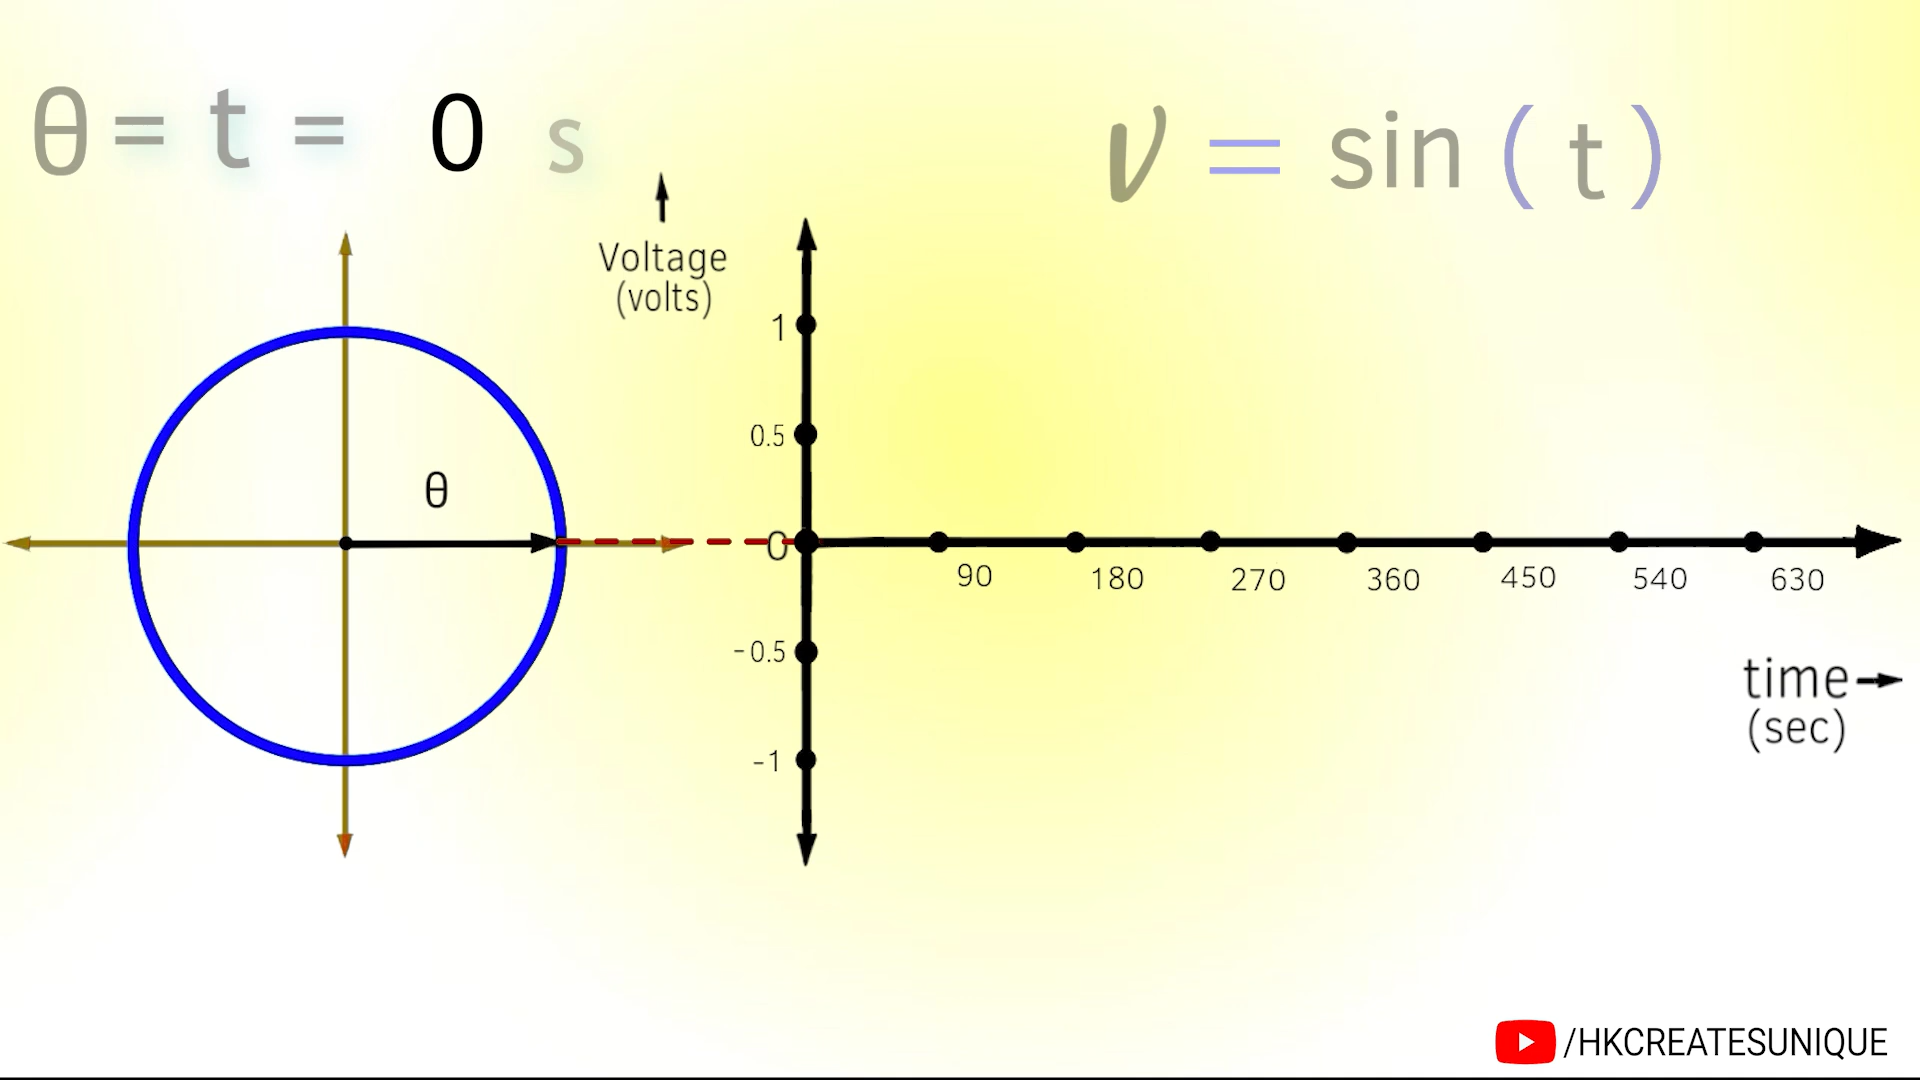 θ = t = 0 s
v = sin ( t )
Voltage
(volts)
1
0.5
θ
0
90 180 270 360 450 540 630
-0.5
time
(sec)
-1
/HKCREATESUNIQUE